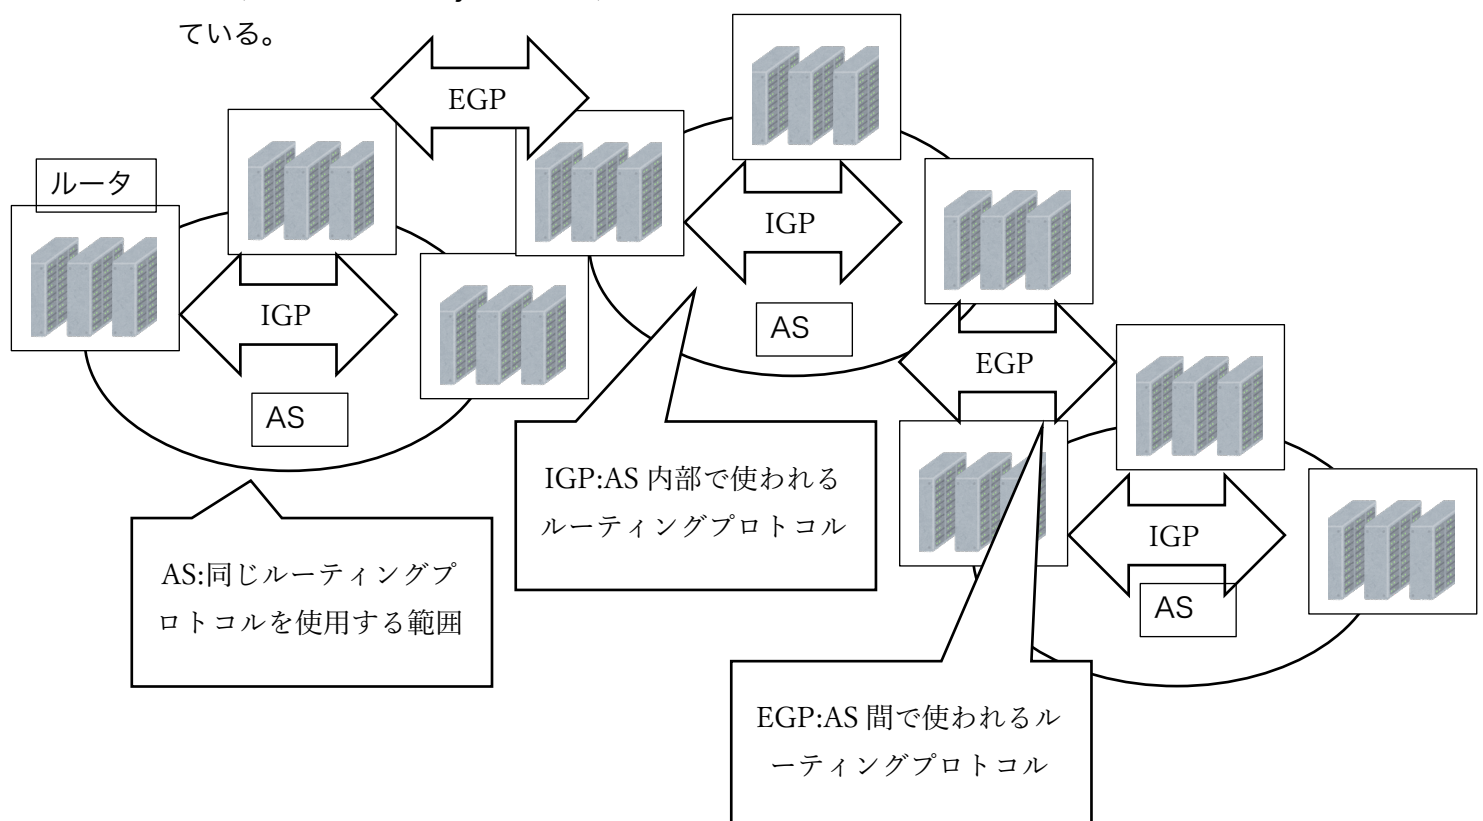 ている。
EGP
ルータ
IGP
IGP
AS
EGP
AS
IGP:AS 内部で使われる
ルーティングプロトコル
IGP
AS
AS:同じルーティングプ
ロトコルを使用する範囲
EGP:AS 間で使われるル
ーティングプロトコル